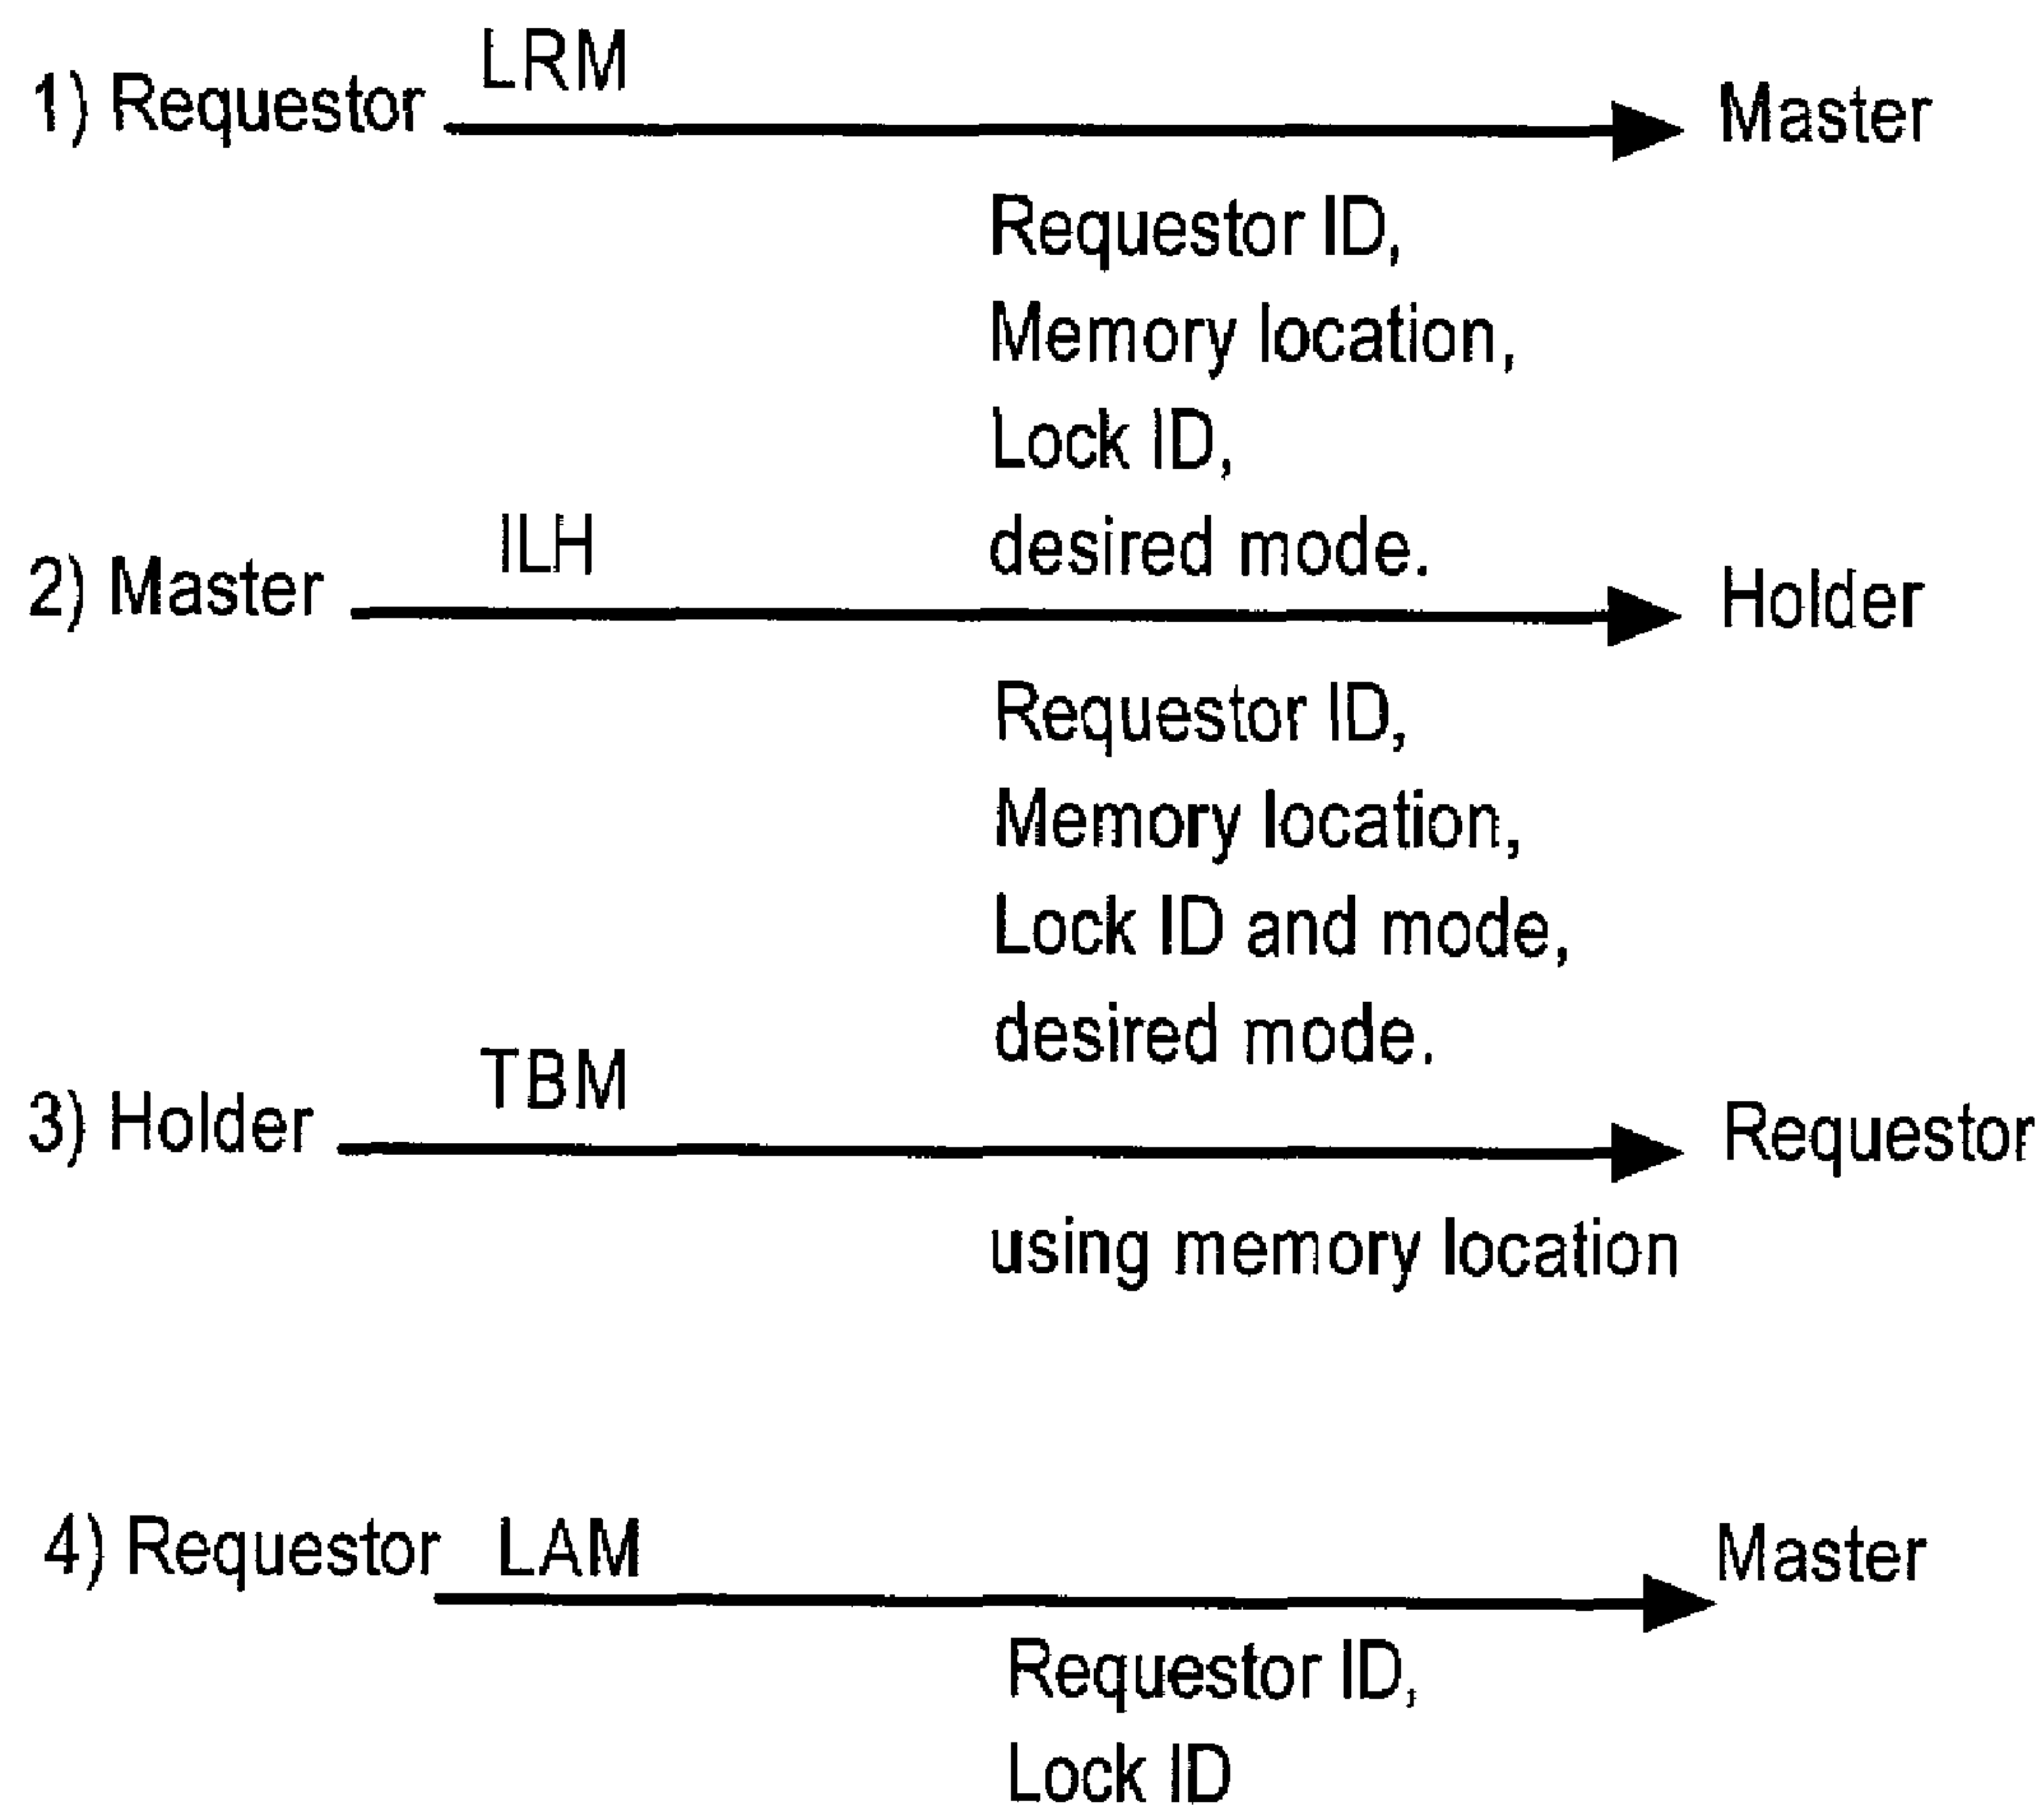 LRM
1) Requestor Master
Requestor ID,
Memory location,
Lock ID,
desired mode.
ILH
2) Master Holder
Requestor ID,
Memory location,
Lock ID and mode,
desired mode.
TBM
3) Holder Requestor
using memory location
4) Requestor LAM Master
Requestor ID,
Lock ID